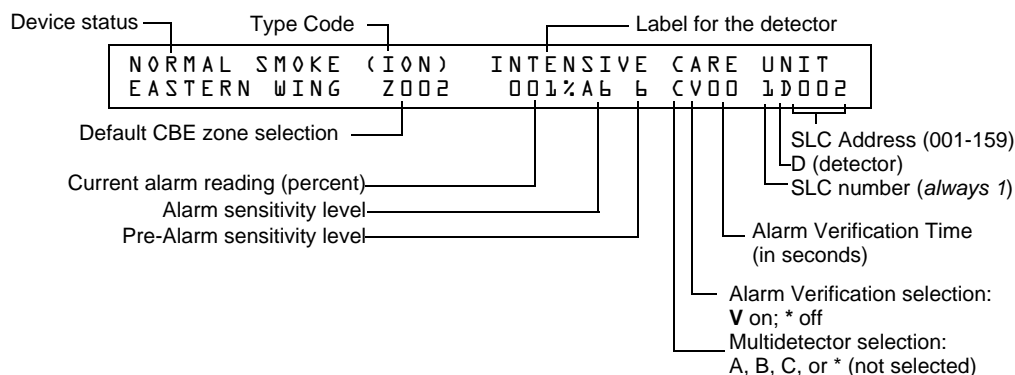 Device status
Type Code
Label for the detector
NORMAL SMOKE (ION) INTENSIVE CARE UNIT
EASTERN WING Z002 001%A6 6 CV00 1D002
Default CBE zone selection
SLC Address (001-159)
D (detector)
SLC number (always 1)
Current alarm reading (percent)
Alarm sensitivity level
Pre-Alarm sensitivity level
Alarm Verification Time
(in seconds)
Alarm Verification selection:
V on; * off
Multidetector selection:
A, B, C, or * (not selected)